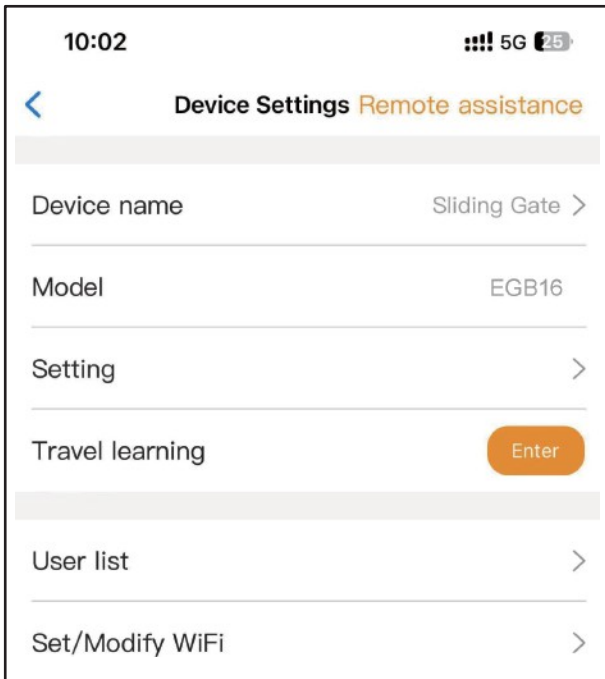 10:02 5G 25
Device Settings Remote assistance
Device name Sliding Gate
Model EGB16
Setting
Travel learning Enter
User list
Set/Modify WiFi